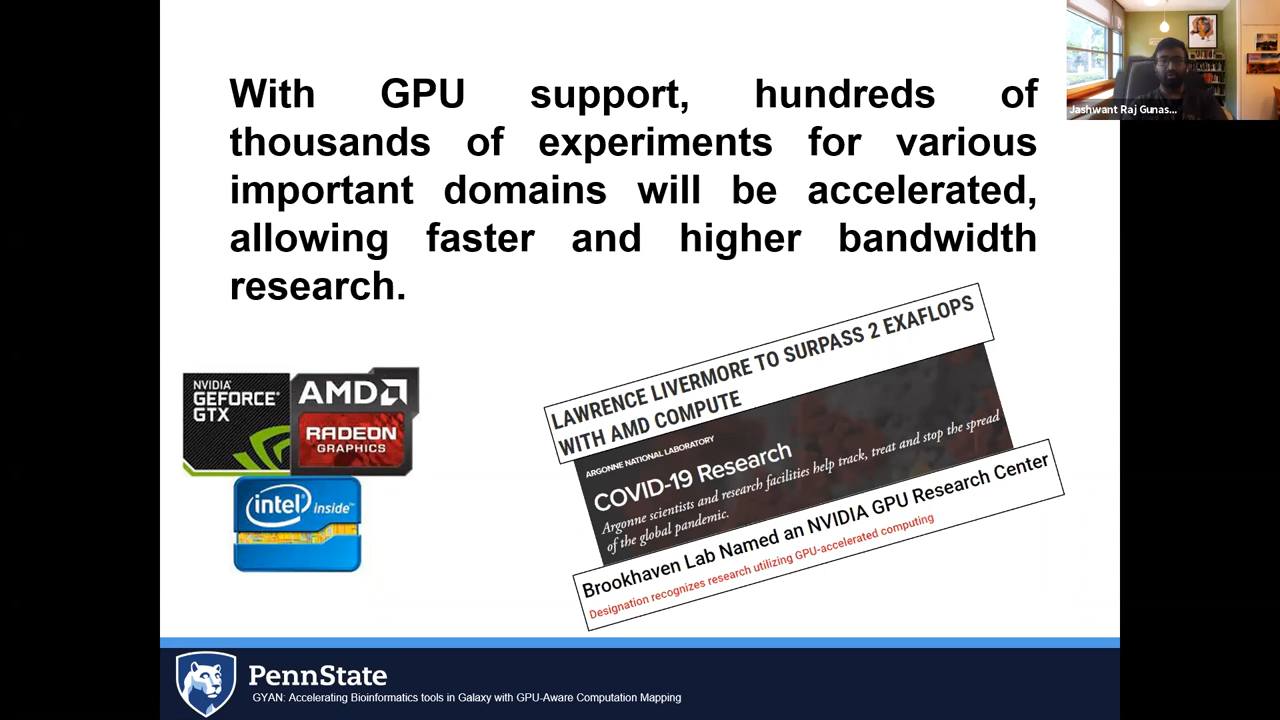 With GPU support, hundreds of
thousands of experiments for various
important domains will be accelerated,
allowing faster and higher bandwidth
research.
Jashwant Raj Gunas...
NVIDIA
GEFORCE
GTX
AMD
RADEON
GRAPHICS
intel inside
LAWRENCE LIVERMORE TO SURPASS 2 EXAFLOPS
WITH AMD COMPUTE
ARGONNE NATIONAL LABORATORY
COVID-19 Research
Argonne scientists and research facilities help track, treat and stop the spread
of the global pandemic.
Brookhaven Lab Named an NVIDIA GPU Research Center
Designation recognizes research utilizing GPU-accelerated computing
PennState
GYAN: Accelerating Bioinformatics tools in Galaxy with GPU-Aware Computation Mapping